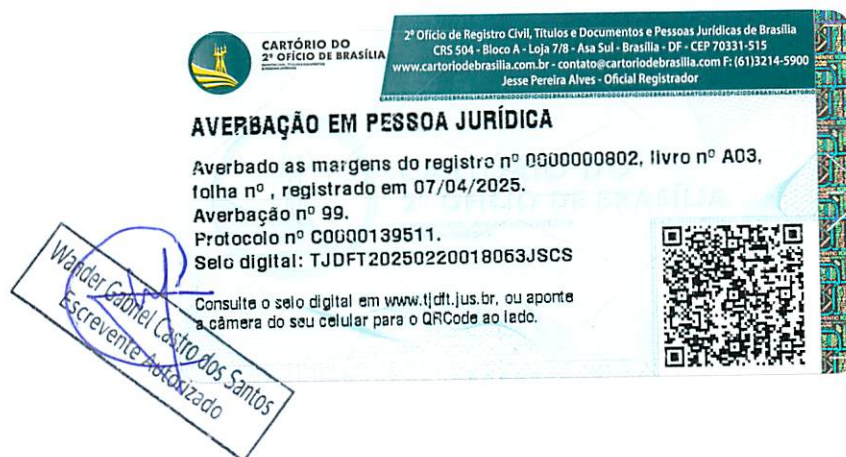 CARTÓRIO DO
2º OFÍCIO DE BRASÍLIA
2º Ofício de Registro Civil, Títulos e Documentos e Pessoas Jurídicas de Brasília
CRS 504 - Bloco A - Loja 7/8 - Asa Sul - Brasília - DF - CEP 70331-515
www.cartoriodebrasilia.com.br - contato@cartoriodebrasilia.com F: (61)3214-5900
Jesse Pereira Alves - Oficial Registrador
AVERBAÇÃO EM PESSOA JURÍDICA
Averbado as margens do registro nº 0000000802, livro nº A03,
folha nº , registrado em 07/04/2025.
Averbação nº 99.
Protocolo nº C0000139511.
Selo digital: TJDFT20250220018063JSCS
Consulte o selo digital em www.tjdft.jus.br, ou aponte
a câmera do seu celular para o QRCode ao lado.
Wander Gabriel Castro dos Santos
Escrevente Autorizado